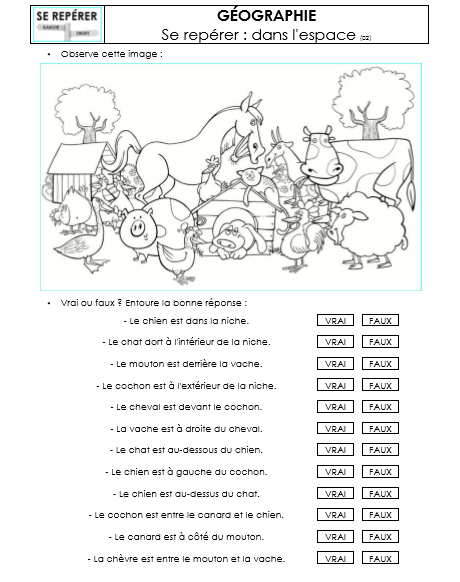 SE REPÉRER
GAUCHE
DROITE
GÉOGRAPHIE
Se repérer : dans l'espace (02)
• Observe cette image :
• Vrai ou faux ? Entoure la bonne réponse :
- Le chien est dans la niche. VRAI FAUX
- Le chat dort à l'intérieur de la niche. VRAI FAUX
- Le mouton est derrière la vache. VRAI FAUX
- Le cochon est à l'extérieur de la niche. VRAI FAUX
- Le cheval est devant le cochon. VRAI FAUX
- La vache est à droite du cheval. VRAI FAUX
- Le chat est au-dessous du chien. VRAI FAUX
- Le chien est à gauche du cochon. VRAI FAUX
- Le chien est au-dessus du chat. VRAI FAUX
- Le cochon est entre le canard et le chien. VRAI FAUX
- Le canard est à côté du mouton. VRAI FAUX
- La chèvre est entre le mouton et la vache. VRAI FAUX